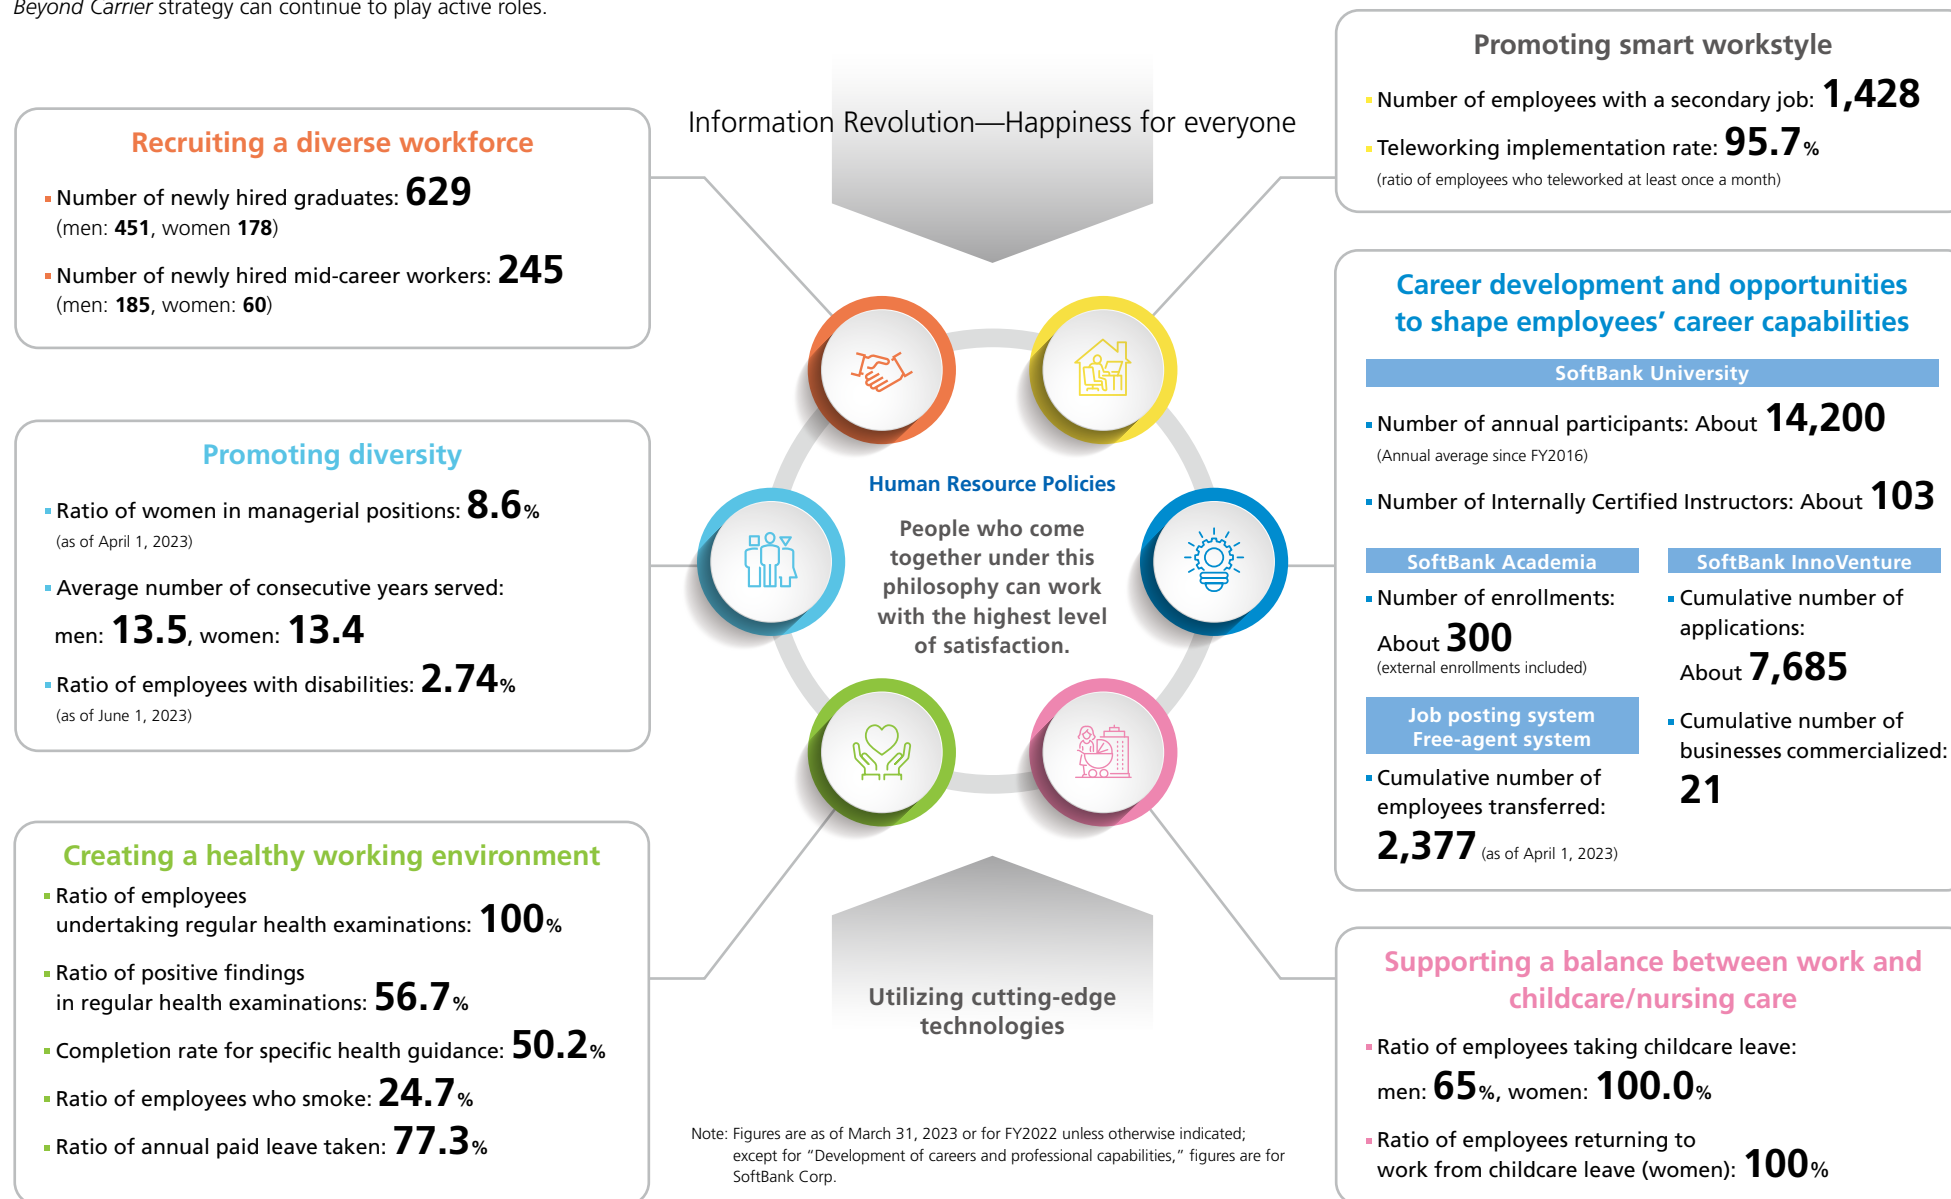 Beyond Carrier strategy can continue to play active roles.
Information Revolution—Happiness for everyone
Recruiting a diverse workforce
Number of newly hired graduates: 629
(men: 451, women 178)
Number of newly hired mid-career workers: 245
(men: 185, women: 60)
Promoting diversity
Ratio of women in managerial positions: 8.6%
(as of April 1, 2023)
Average number of consecutive years served:
men: 13.5, women: 13.4
Ratio of employees with disabilities: 2.74%
(as of June 1, 2023)
Creating a healthy working environment
Ratio of employees
undertaking regular health examinations: 100%
Ratio of positive findings
in regular health examinations: 56.7%
Completion rate for specific health guidance: 50.2%
Ratio of employees who smoke: 24.7%
Ratio of annual paid leave taken: 77.3%
Human Resource Policies
People who come
together under this
philosophy can work
with the highest level
of satisfaction.
Utilizing cutting-edge
technologies
Note: Figures are as of March 31, 2023 or for FY2022 unless otherwise indicated;
except for “Development of careers and professional capabilities,” figures are for
SoftBank Corp.
Promoting smart workstyle
Number of employees with a secondary job: 1,428
Teleworking implementation rate: 95.7%
(ratio of employees who teleworked at least once a month)
Career development and opportunities
to shape employees’ career capabilities
SoftBank University
Number of annual participants: About 14,200
(Annual average since FY2016)
Number of Internally Certified Instructors: About 103
SoftBank Academia
Number of enrollments:
About 300
(external enrollments included)
Job posting system
Free-agent system
Cumulative number of
employees transferred:
2,377 (as of April 1, 2023)
SoftBank InnoVenture
Cumulative number of
applications:
About 7,685
Cumulative number of
businesses commercialized:
21
Supporting a balance between work and
childcare/nursing care
Ratio of employees taking childcare leave:
men: 65%, women: 100.0%
Ratio of employees returning to
work from childcare leave (women): 100%